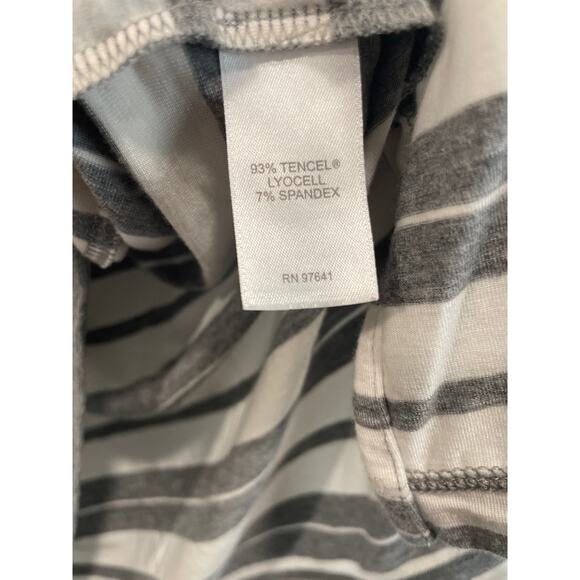 93% TENCEL®
LYOCELL
7% SPANDEX
RN 97641